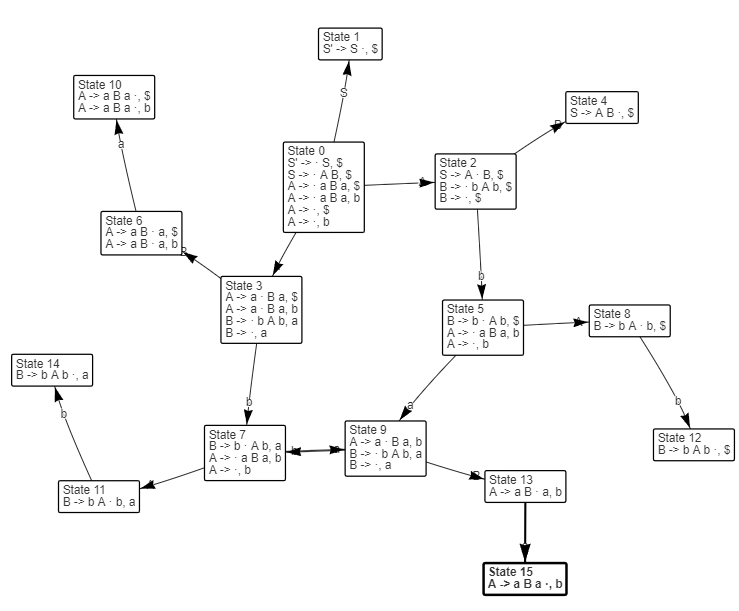 State 1
S' -> S ·, $
State 10
A -> a B a ·, $
A -> a B a ·, b
S
State 4
S -> A B ·, $
B
a
State 0
S' -> · S, $
S -> · A B, $
A -> · a B a, $
A -> · a B a, b
A -> ·, $
A -> ·, b
A
State 2
S -> A · B, $
B -> · b A b, $
B -> ·, $
State 6
A -> a B · a, $
A -> a B · a, b
B
State 3
A -> a · B a, $
A -> a · B a, b
B -> · b A b, a
B -> ·, a
b
State 5
B -> b · A b, $
A -> · a B a, b
A -> ·, b
A
State 8
B -> b A · b, $
State 14
B -> b A b ·, a
b
b
a
b
State 7
B -> b · A b, a
A -> · a B a, b
A -> ·, b
State 9
A -> a · B a, b
B -> · b A b, a
B -> ·, a
State 12
B -> b A b ·, $
B
State 11
B -> b A · b, a
State 13
A -> a B · a, b
State 15
A -> a B a ·, b